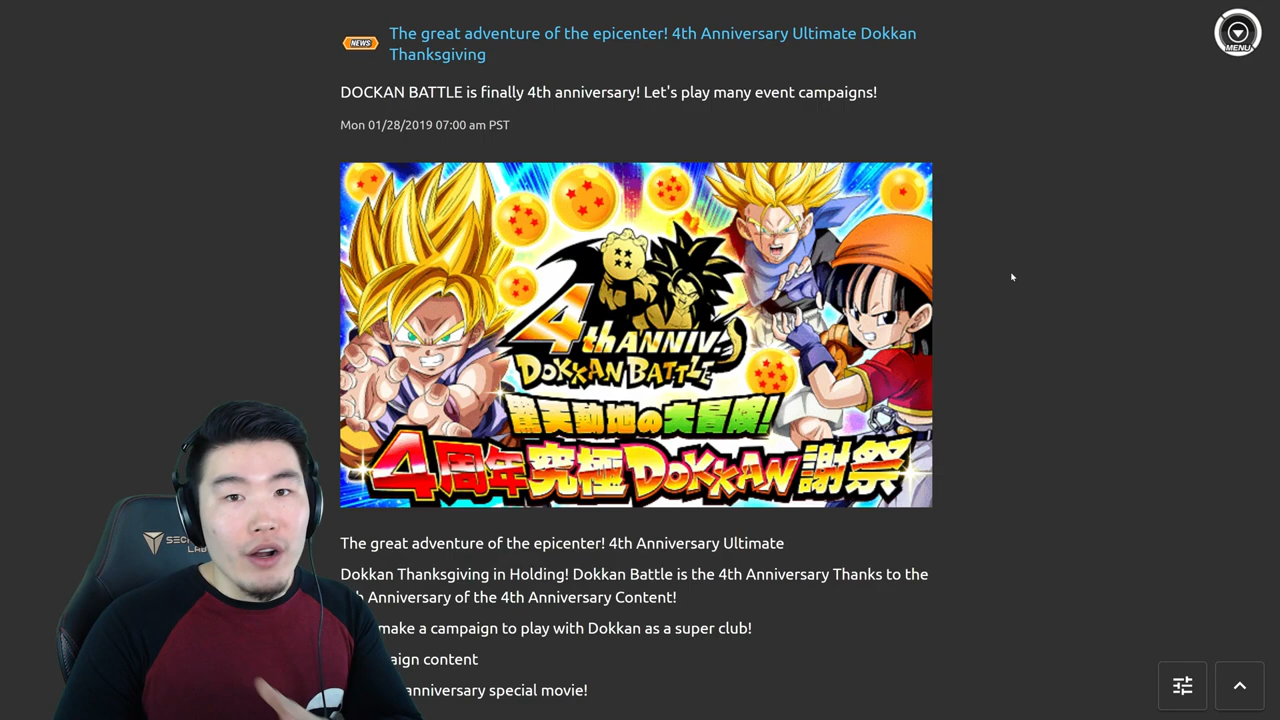 NEWS
The great adventure of the epicenter! 4th Anniversary Ultimate Dokkan
Thanksgiving
MENU
DOCKAN BATTLE is finally 4th anniversary! Let's play many event campaigns!
Mon 01/28/2019 07:00 am PST
4th ANNIV.
DOKKAN BATTLE
驚天動地の大冒険!
4周年究極DOKKAN謝祭
The great adventure of the epicenter! 4th Anniversary Ultimate
Dokkan Thanksgiving in Holding! Dokkan Battle is the 4th Anniversary Thanks to the
Anniversary of the 4th Anniversary Content!
make a campaign to play with Dokkan as a super club!
content
anniversary special movie!